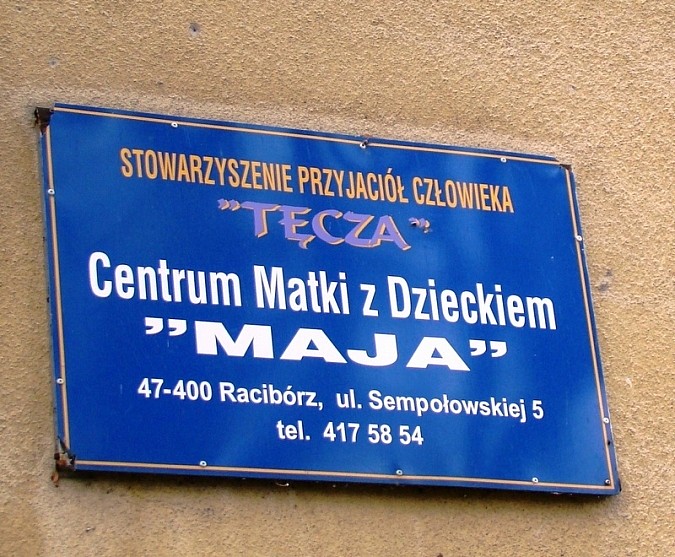 STOWARZYSZENIE PRZYJACIÓŁ CZŁOWIEKA
"TĘCZA"
Centrum Matki z Dzieckiem
"MAJA"
47-400 Racibórz, ul. Sempołowskiej 5
tel. 417 58 54